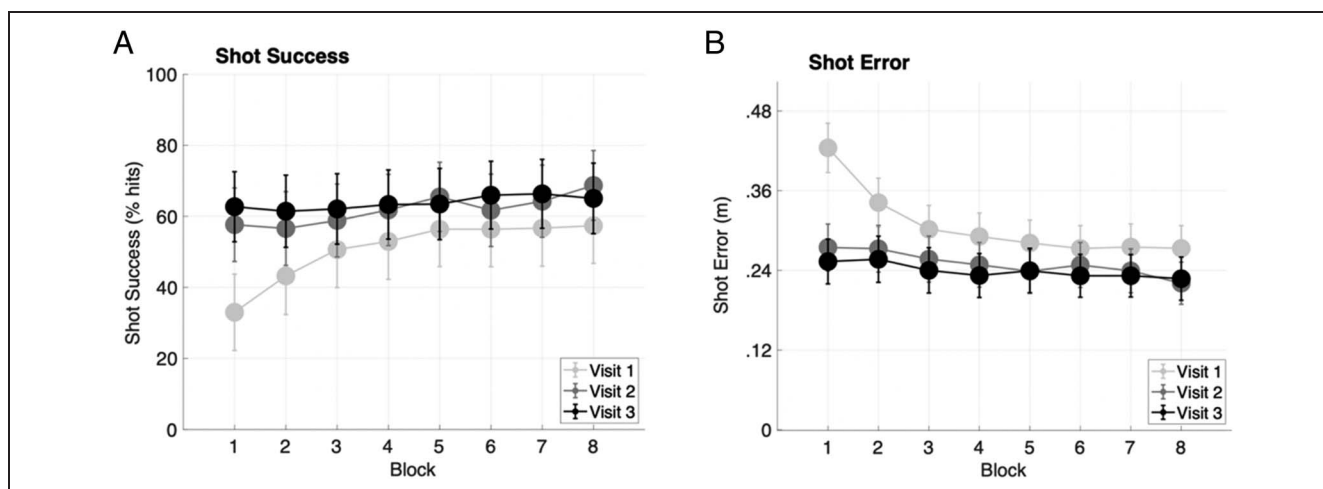 A
Shot Success
Shot Success (% hits)
100
80
60
40
20
0
1 2 3 4 5 6 7 8
Block
Visit 1
Visit 2
Visit 3
B
Shot Error
Shot Error (m)
.48
.36
0.24
.12
0
1 2 3 4 5 6 7 8
Block
Visit 1
Visit 2
Visit 3